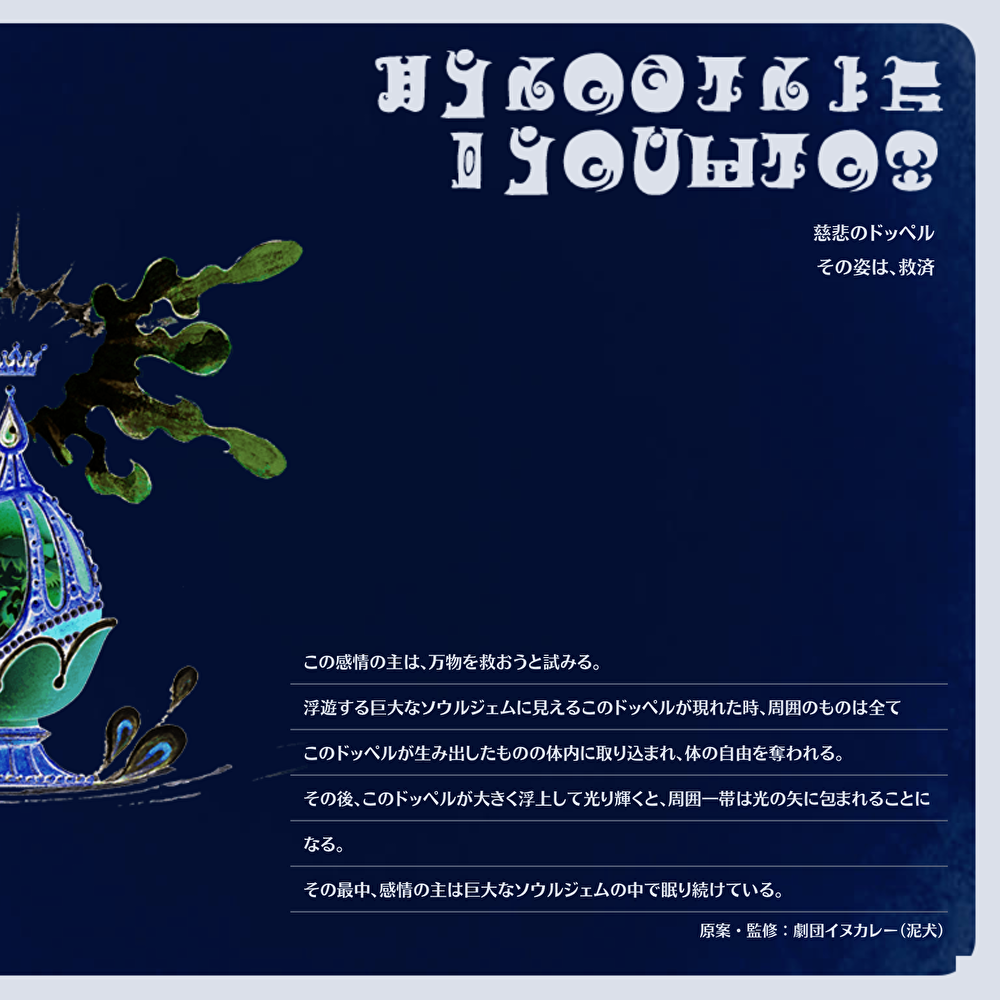 慈悲のドッペル
その姿は、救済
この感情の主は、万物を救おうと試みる。
浮遊する巨大なソウルジェムに見えるこのドッペルが現れた時、周囲のものは全て
このドッペルが生み出したものの体内に取り込まれ、体の自由を奪われる。
その後、このドッペルが大きく浮上して光り輝くと、周囲一帯は光の矢に包まれることに
なる。
その最中、感情の主は巨大なソウルジェムの中で眠り続けている。
原案・監修：劇団イヌカレー（泥犬）